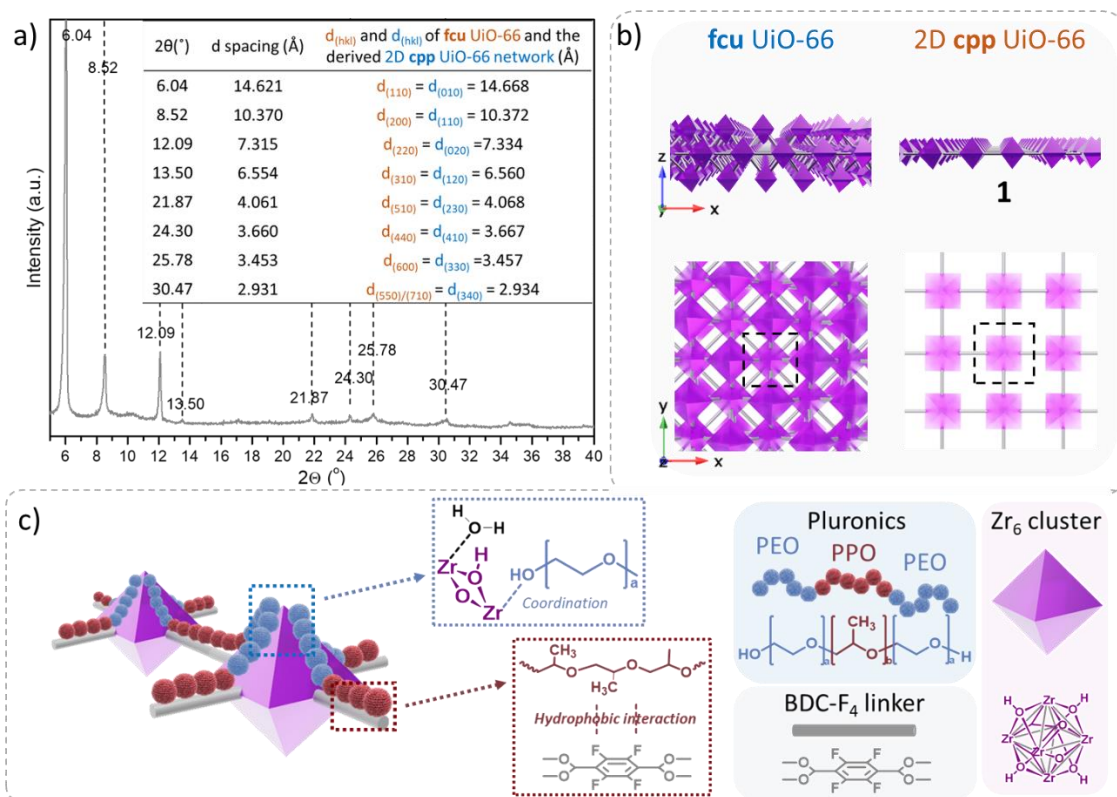 a)
6.04
8.52
2θ(°) d spacing (Å) d(hkl) and d(hkl) of fcu UiO-66 and the
derived 2D cpp UiO-66 network (Å)
6.04 14.621 d(110) = d(010) = 14.668
8.52 10.370 d(200) = d(110) = 10.372
12.09 7.315 d(220) = d(020) =7.334
13.50 6.554 d(310) = d(120) = 6.560
21.87 4.061 d(510) = d(230) = 4.068
24.30 3.660 d(440) = d(410) = 3.667
25.78 3.453 d(600) = d(330) = 3.457
30.47 2.931 d(550)/(710) = d(340) = 2.934
12.09
13.50
21.87
24.30
25.78
30.47
Intensity (a.u.)
5 6 8 10 12 14 16 18 20 22 24 26 28 30 32 34 36 38 40
2Θ (°)
b)
fcu UiO-66
2D cpp UiO-66
z
y
x
1
y
z
x
c)
H
O H
H
Zr O
O
Zr
HO O
a
Coordination
CH3 O
O O
H3C
Hydrophobic interaction
F F
O O
O O
F F
Pluronics
PEO PPO PEO
CH3
HO O a O b O a H
BDC-F4 linker
F F
O O
O O
F F
Zr6 cluster
H Zr H
O O
Zr Zr
Zr
O O
H Zr H